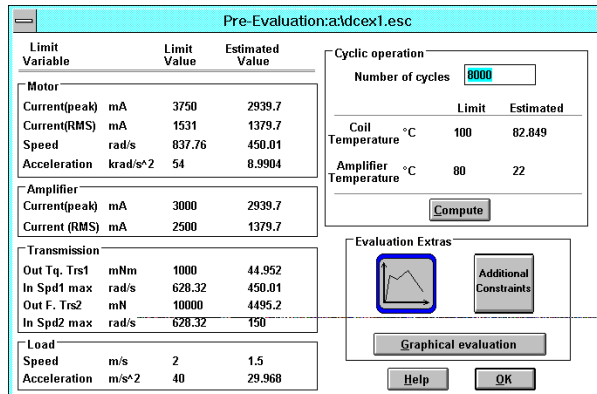 Pre-Evaluation:a:\dcex1.esc
Limit Variable Limit Value Estimated Value
Motor
Current(peak) mA 3750 2939.7
Current(RMS) mA 1531 1379.7
Speed rad/s 837.76 450.01
Acceleration krad/s^2 54 8.9904
Amplifier
Current(peak) mA 3000 2939.7
Current (RMS) mA 2500 1379.7
Transmission
Out Tq. Trs1 mNm 1000 44.952
In Spd1 max rad/s 628.32 450.01
Out F. Trs2 mN 10000 4495.2
In Spd2 max rad/s 628.32 150
Load
Speed m/s 2 1.5
Acceleration m/s^2 40 29.968
Cyclic operation
Number of cycles 8000
Limit Estimated
Coil Temperature °C 100 82.849
Amplifier Temperature °C 80 22
Compute
Evaluation Extras
Additional Constraints
Graphical evaluation
Help OK